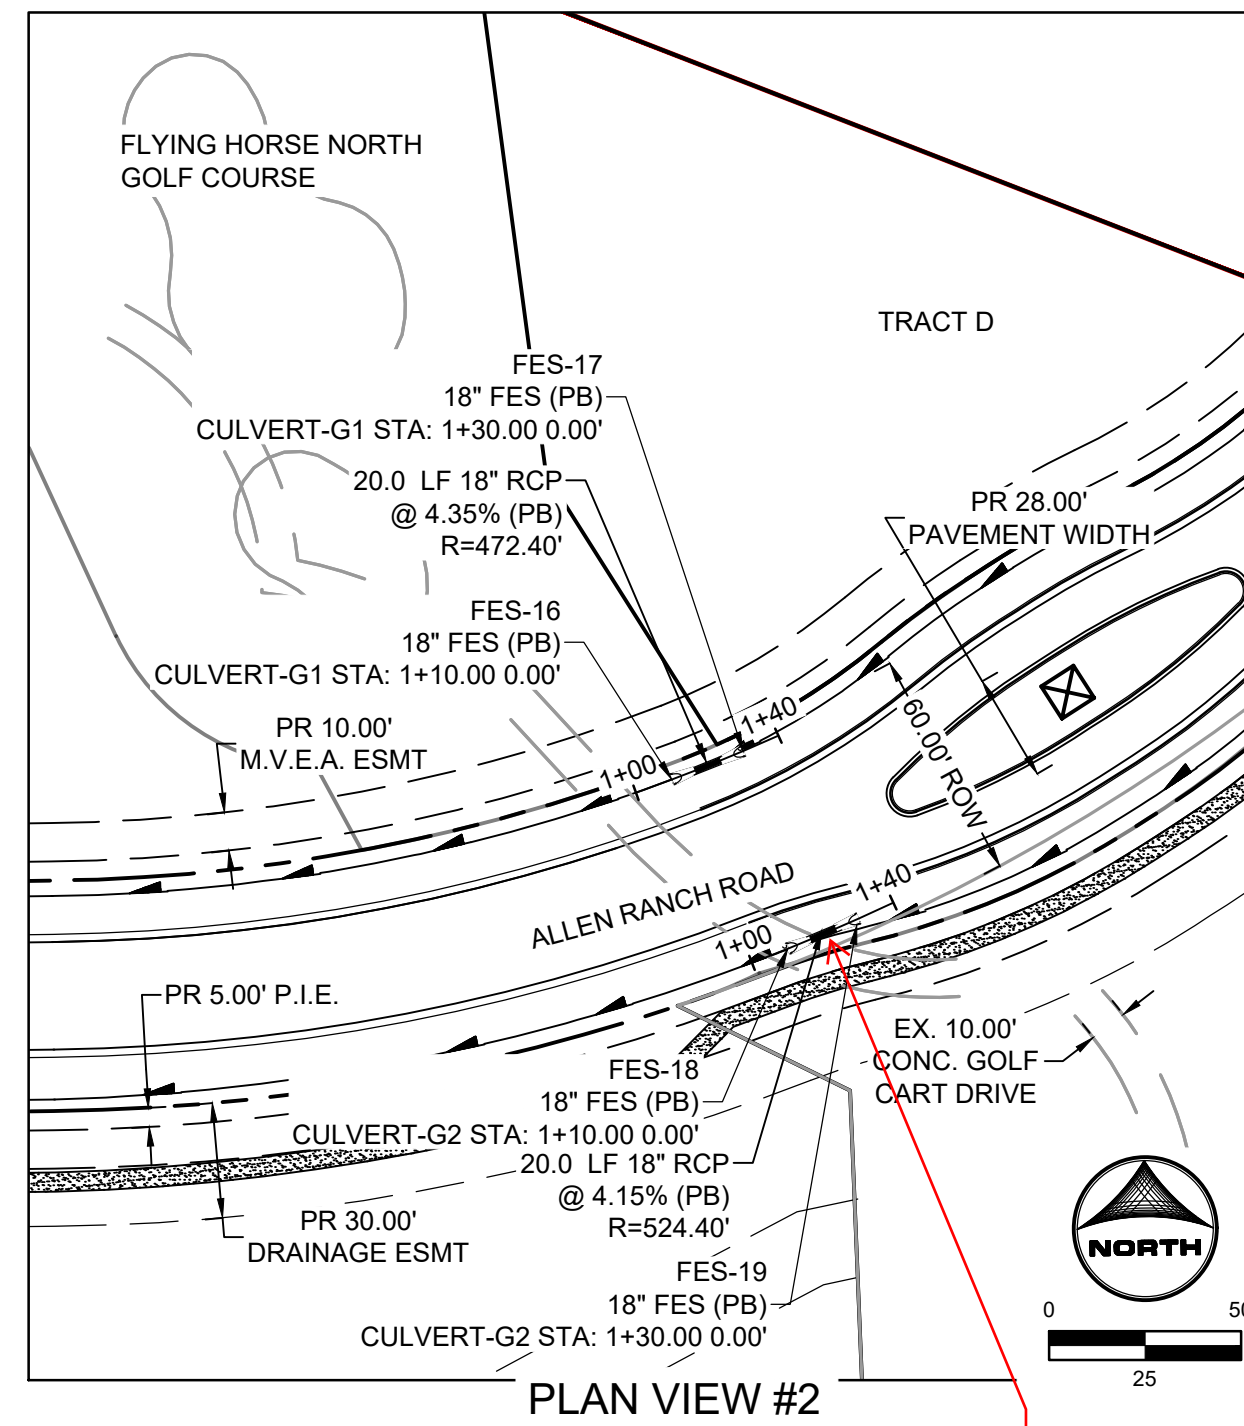 FLYING HORSE NORTH
GOLF COURSE
TRACT D
FES-17
18" FES (PB)
CULVERT-G1 STA: 1+30.00 0.00'
20.0 LF 18" RCP
@ 4.35% (PB)
R=472.40'
PR 28.00'
PAVEMENT WIDTH
FES-16
18" FES (PB)
CULVERT-G1 STA: 1+10.00 0.00'
PR 10.00'
M.V.E.A. ESMT
1+00
1+40
60.00' ROW
ALLEN RANCH ROAD
1+00
1+40
PR 5.00' P.I.E.
EX. 10.00'
CONC. GOLF
CART DRIVE
FES-18
18" FES (PB)
CULVERT-G2 STA: 1+10.00 0.00'
20.0 LF 18" RCP
@ 4.15% (PB)
R=524.40'
PR 30.00'
DRAINAGE ESMT
FES-19
18" FES (PB)
CULVERT-G2 STA: 1+30.00 0.00'
NORTH
0
25
PLAN VIEW #2